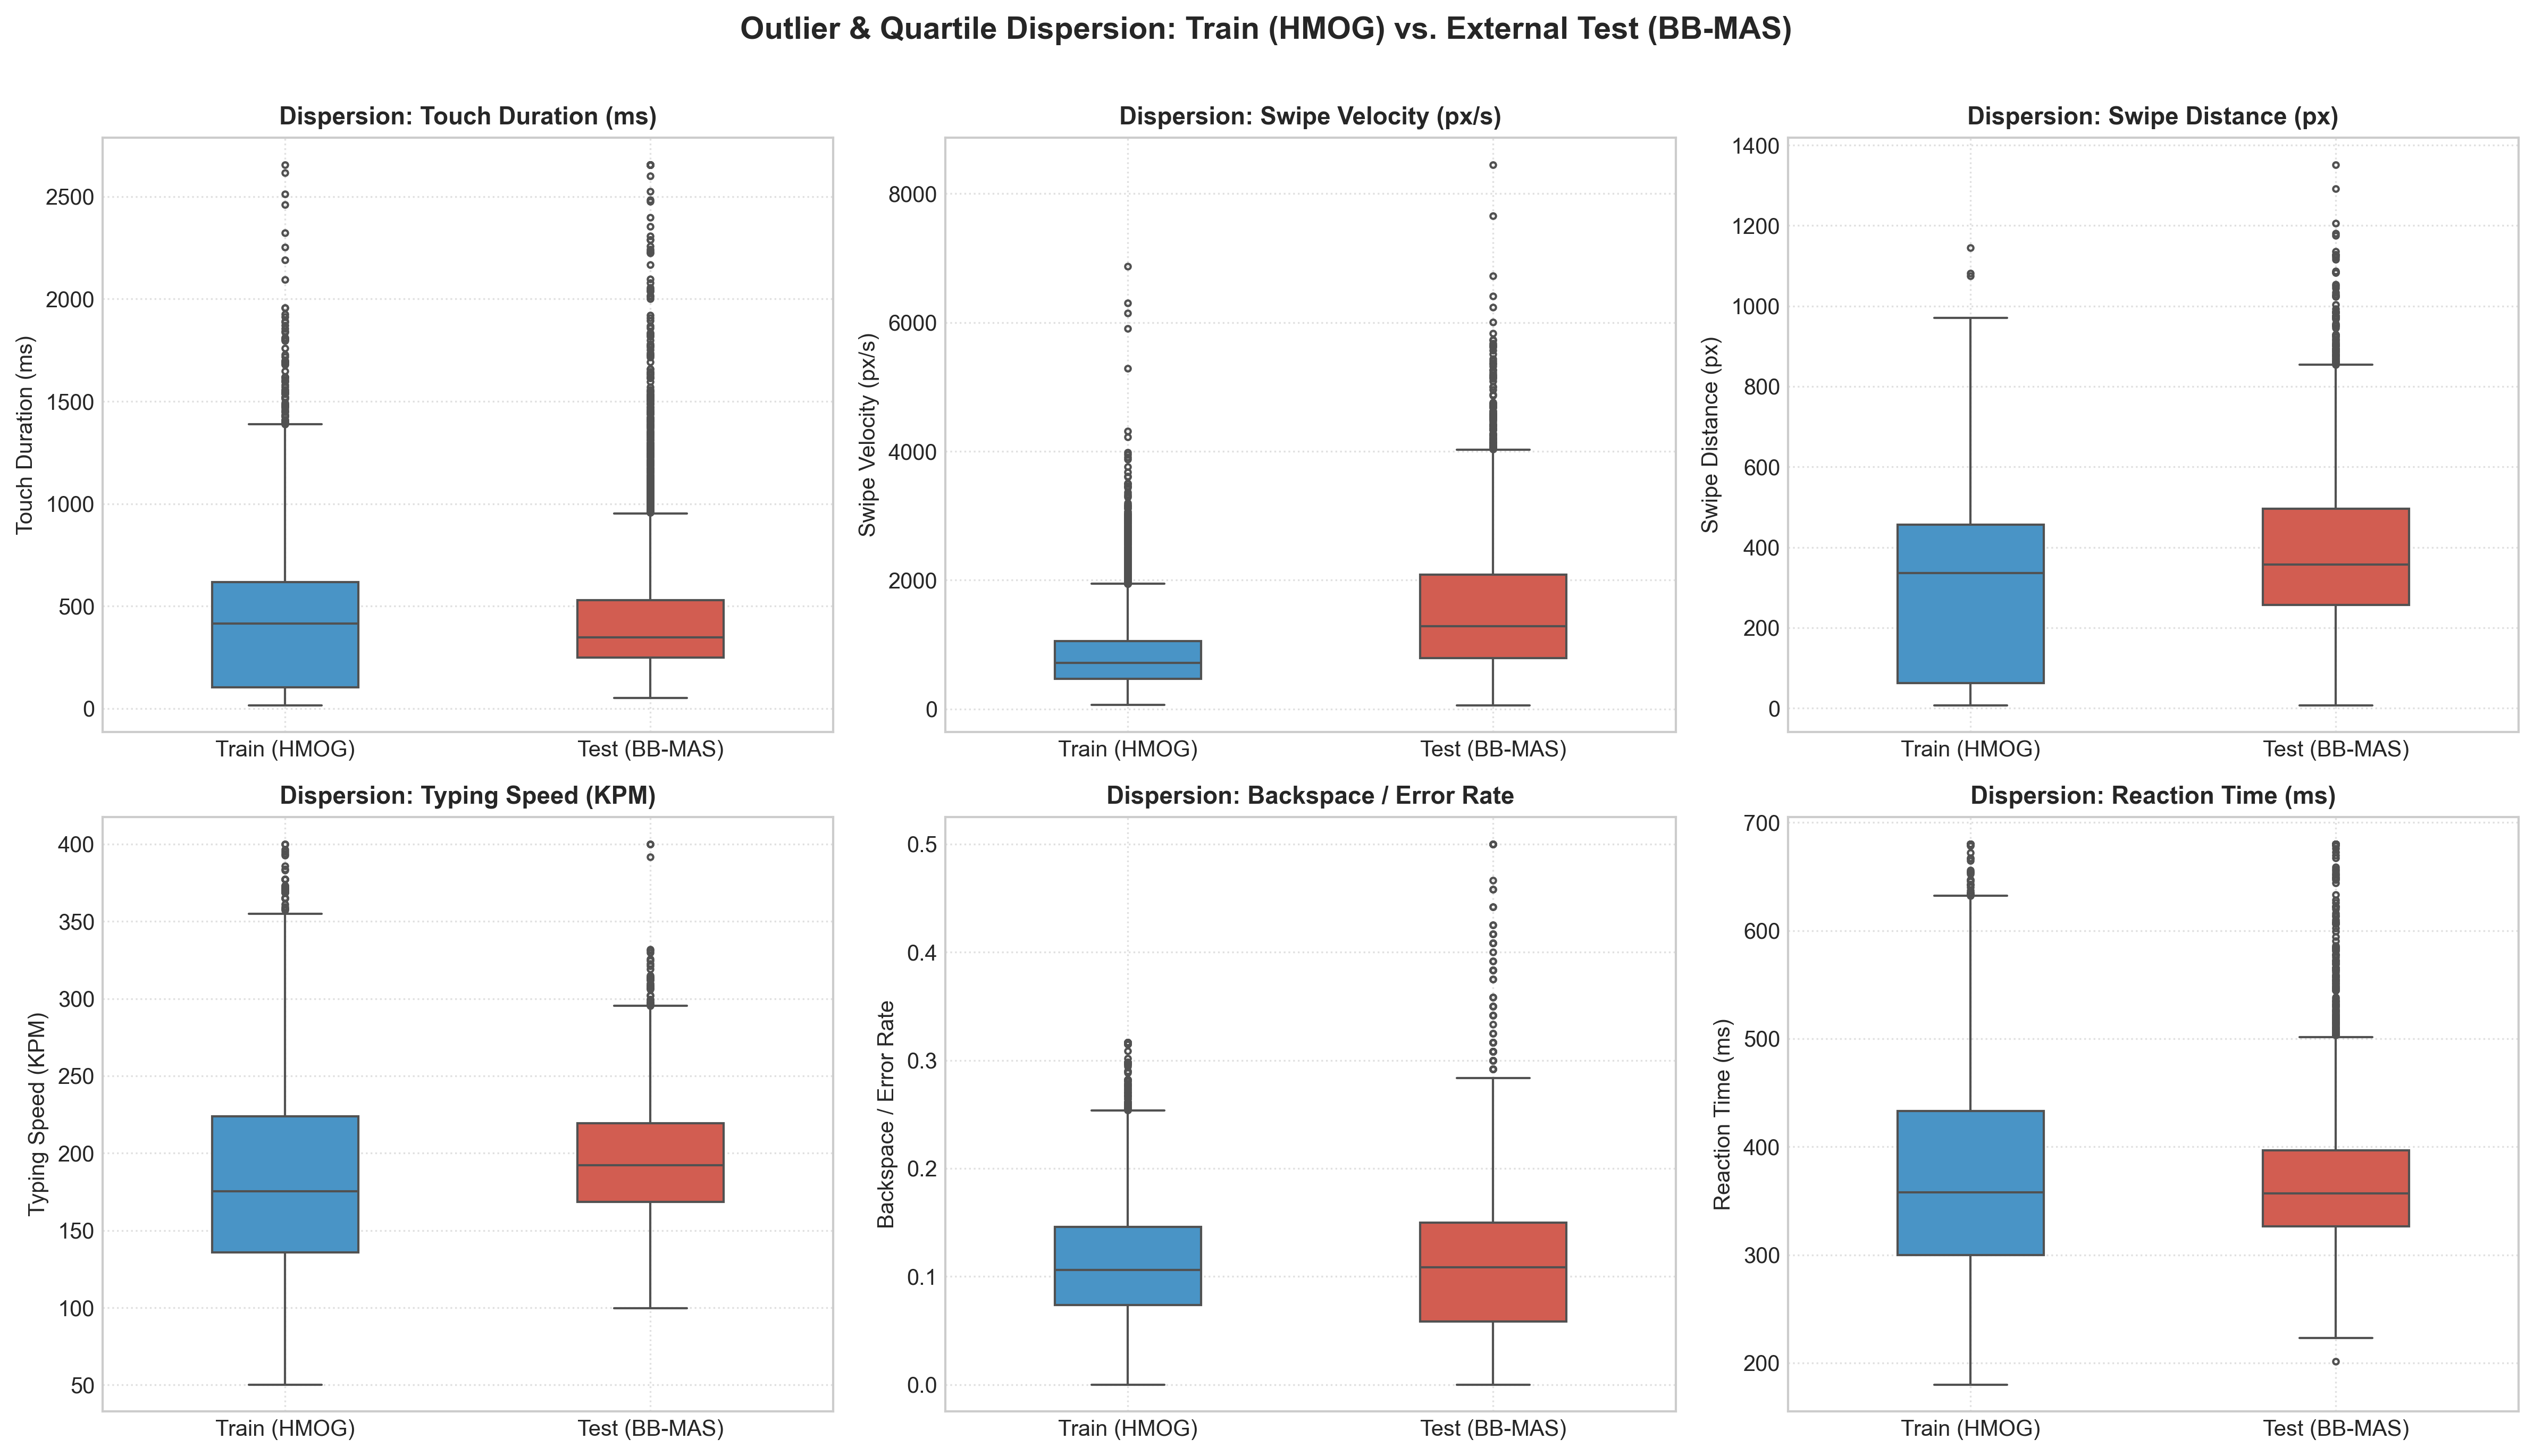 Outlier & Quartile Dispersion: Train (HMOG) vs. External Test (BB-MAS)
Dispersion: Touch Duration (ms)
Touch Duration (ms)
2500
2000
1500
1000
500
0
Train (HMOG)
Test (BB-MAS)
Dispersion: Swipe Velocity (px/s)
Swipe Velocity (px/s)
8000
6000
4000
2000
0
Train (HMOG)
Test (BB-MAS)
Dispersion: Swipe Distance (px)
Swipe Distance (px)
1400
1200
1000
800
600
400
200
0
Train (HMOG)
Test (BB-MAS)
Dispersion: Typing Speed (KPM)
Typing Speed (KPM)
400
350
300
250
200
150
100
50
Train (HMOG)
Test (BB-MAS)
Dispersion: Backspace / Error Rate
Backspace / Error Rate
0.5
0.4
0.3
0.2
0.1
0.0
Train (HMOG)
Test (BB-MAS)
Dispersion: Reaction Time (ms)
Reaction Time (ms)
700
600
500
400
300
200
Train (HMOG)
Test (BB-MAS)